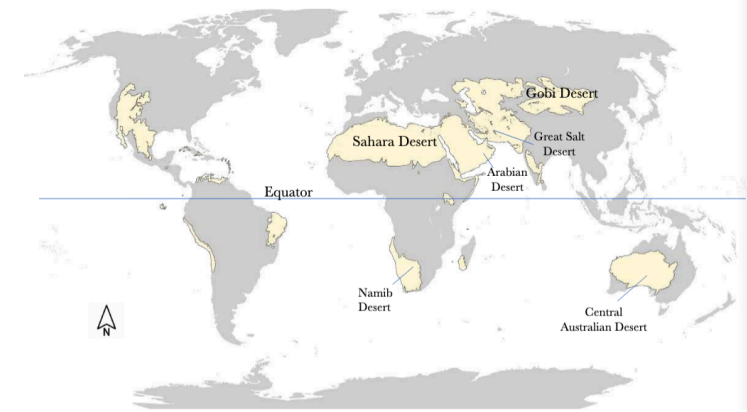 Gobi Desert
Great Salt
Desert
Sahara Desert
Arabian
Desert
Equator
Namib
Desert
Central
Australian Desert
N